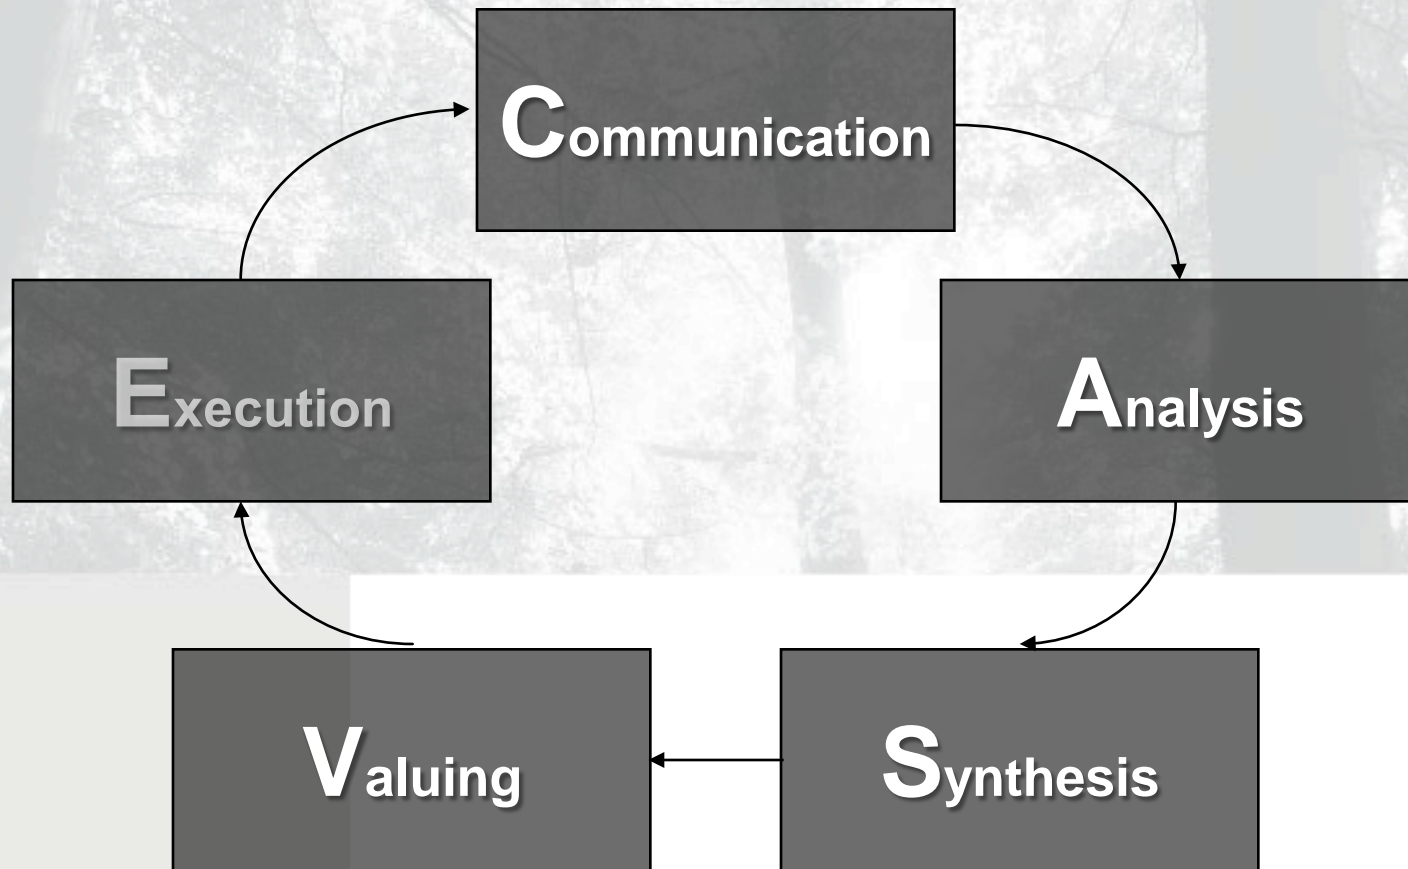 Communication
Execution
Analysis
Valuing
Synthesis